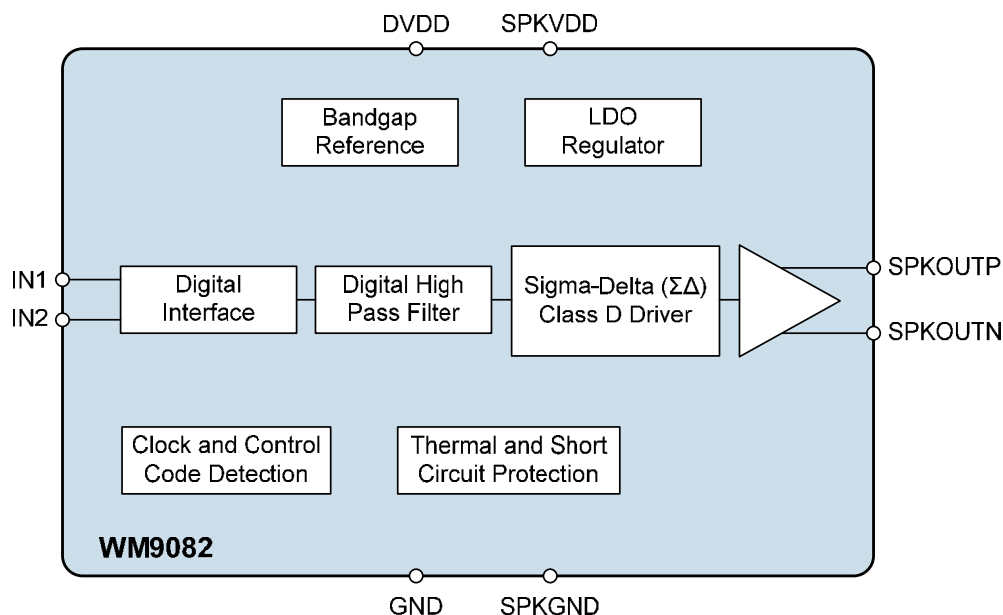 DVDD
SPKVDD
Bandgap
Reference
LDO
Regulator
IN1
IN2
Digital
Interface
Digital High
Pass Filter
Sigma-Delta (ΣΔ)
Class D Driver
SPKOUTP
SPKOUTN
Clock and Control
Code Detection
Thermal and Short
Circuit Protection
WM9082
GND
SPKGND